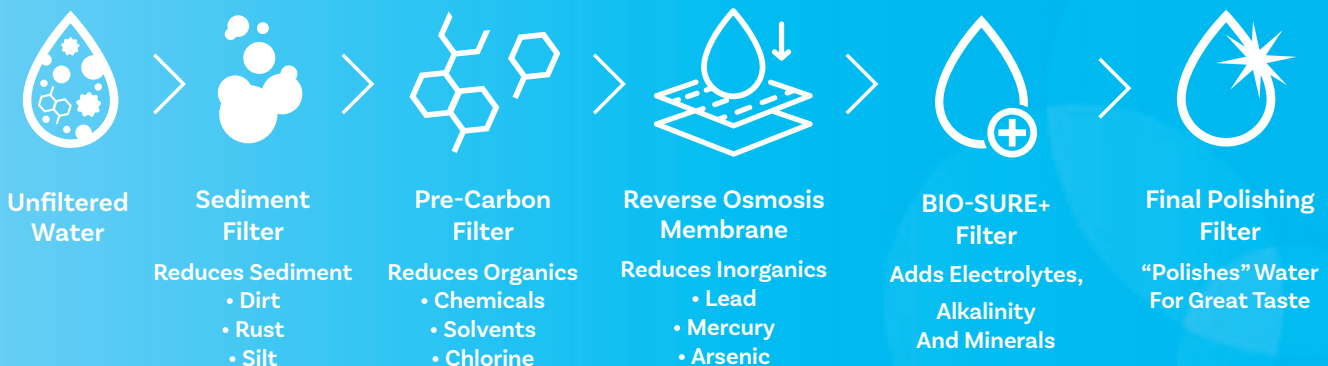 Unfiltered
Water
Sediment
Filter
Reduces Sediment
• Dirt
• Rust
• Silt
Pre-Carbon
Filter
Reduces Organics
• Chemicals
• Solvents
• Chlorine
Reverse Osmosis
Membrane
Reduces Inorganics
• Lead
• Mercury
• Arsenic
BIO-SURE+
Filter
Adds Electrolytes,
Alkalinity
And Minerals
Final Polishing
Filter
“Polishes” Water
For Great Taste